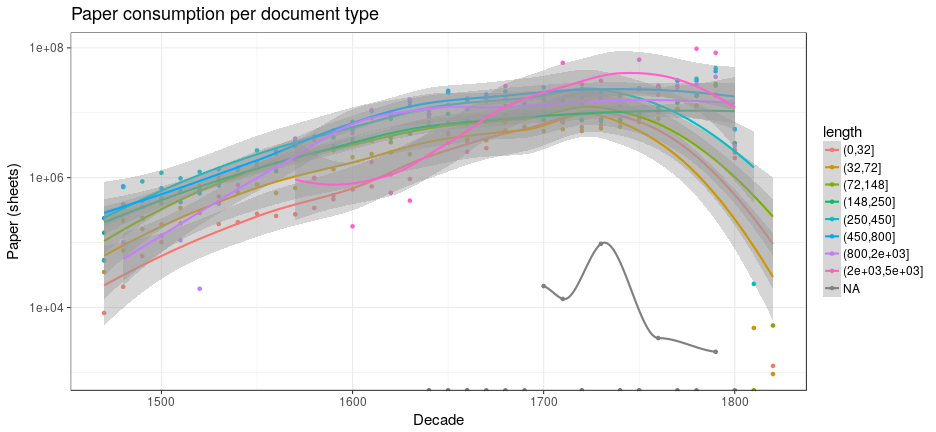 Paper consumption per document type
1e+08
1e+06
1e+04
Paper (sheets)
1500
1600
1700
1800
Decade
length
(0,32]
(32,72]
(72,148]
(148,250]
(250,450]
(450,800]
(800,2e+03]
(2e+03,5e+03]
NA